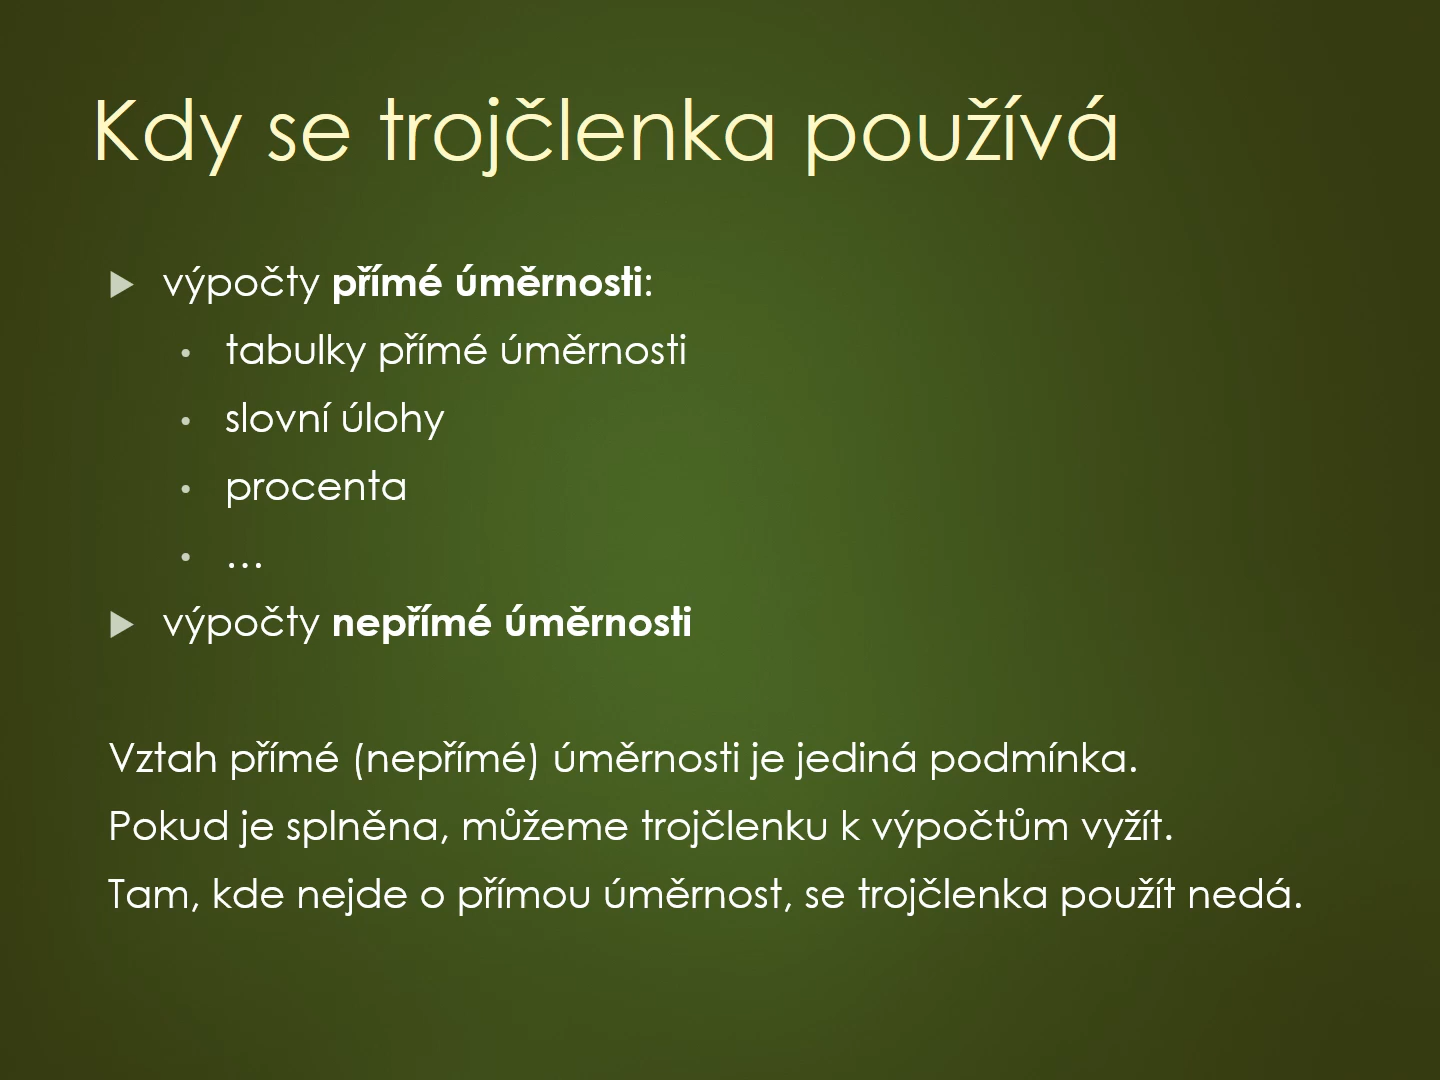 Kdy se trojčlenka používá
výpočty přímé úměrnosti:
tabulky přímé úměrnosti
slovní úlohy
procenta
…
výpočty nepřímé úměrnosti
Vztah přímé (nepřímé) úměrnosti je jediná podmínka.
Pokud je splněna, můžeme trojčlenku k výpočtům vyžít.
Tam, kde nejde o přímou úměrnost, se trojčlenka použít nedá.